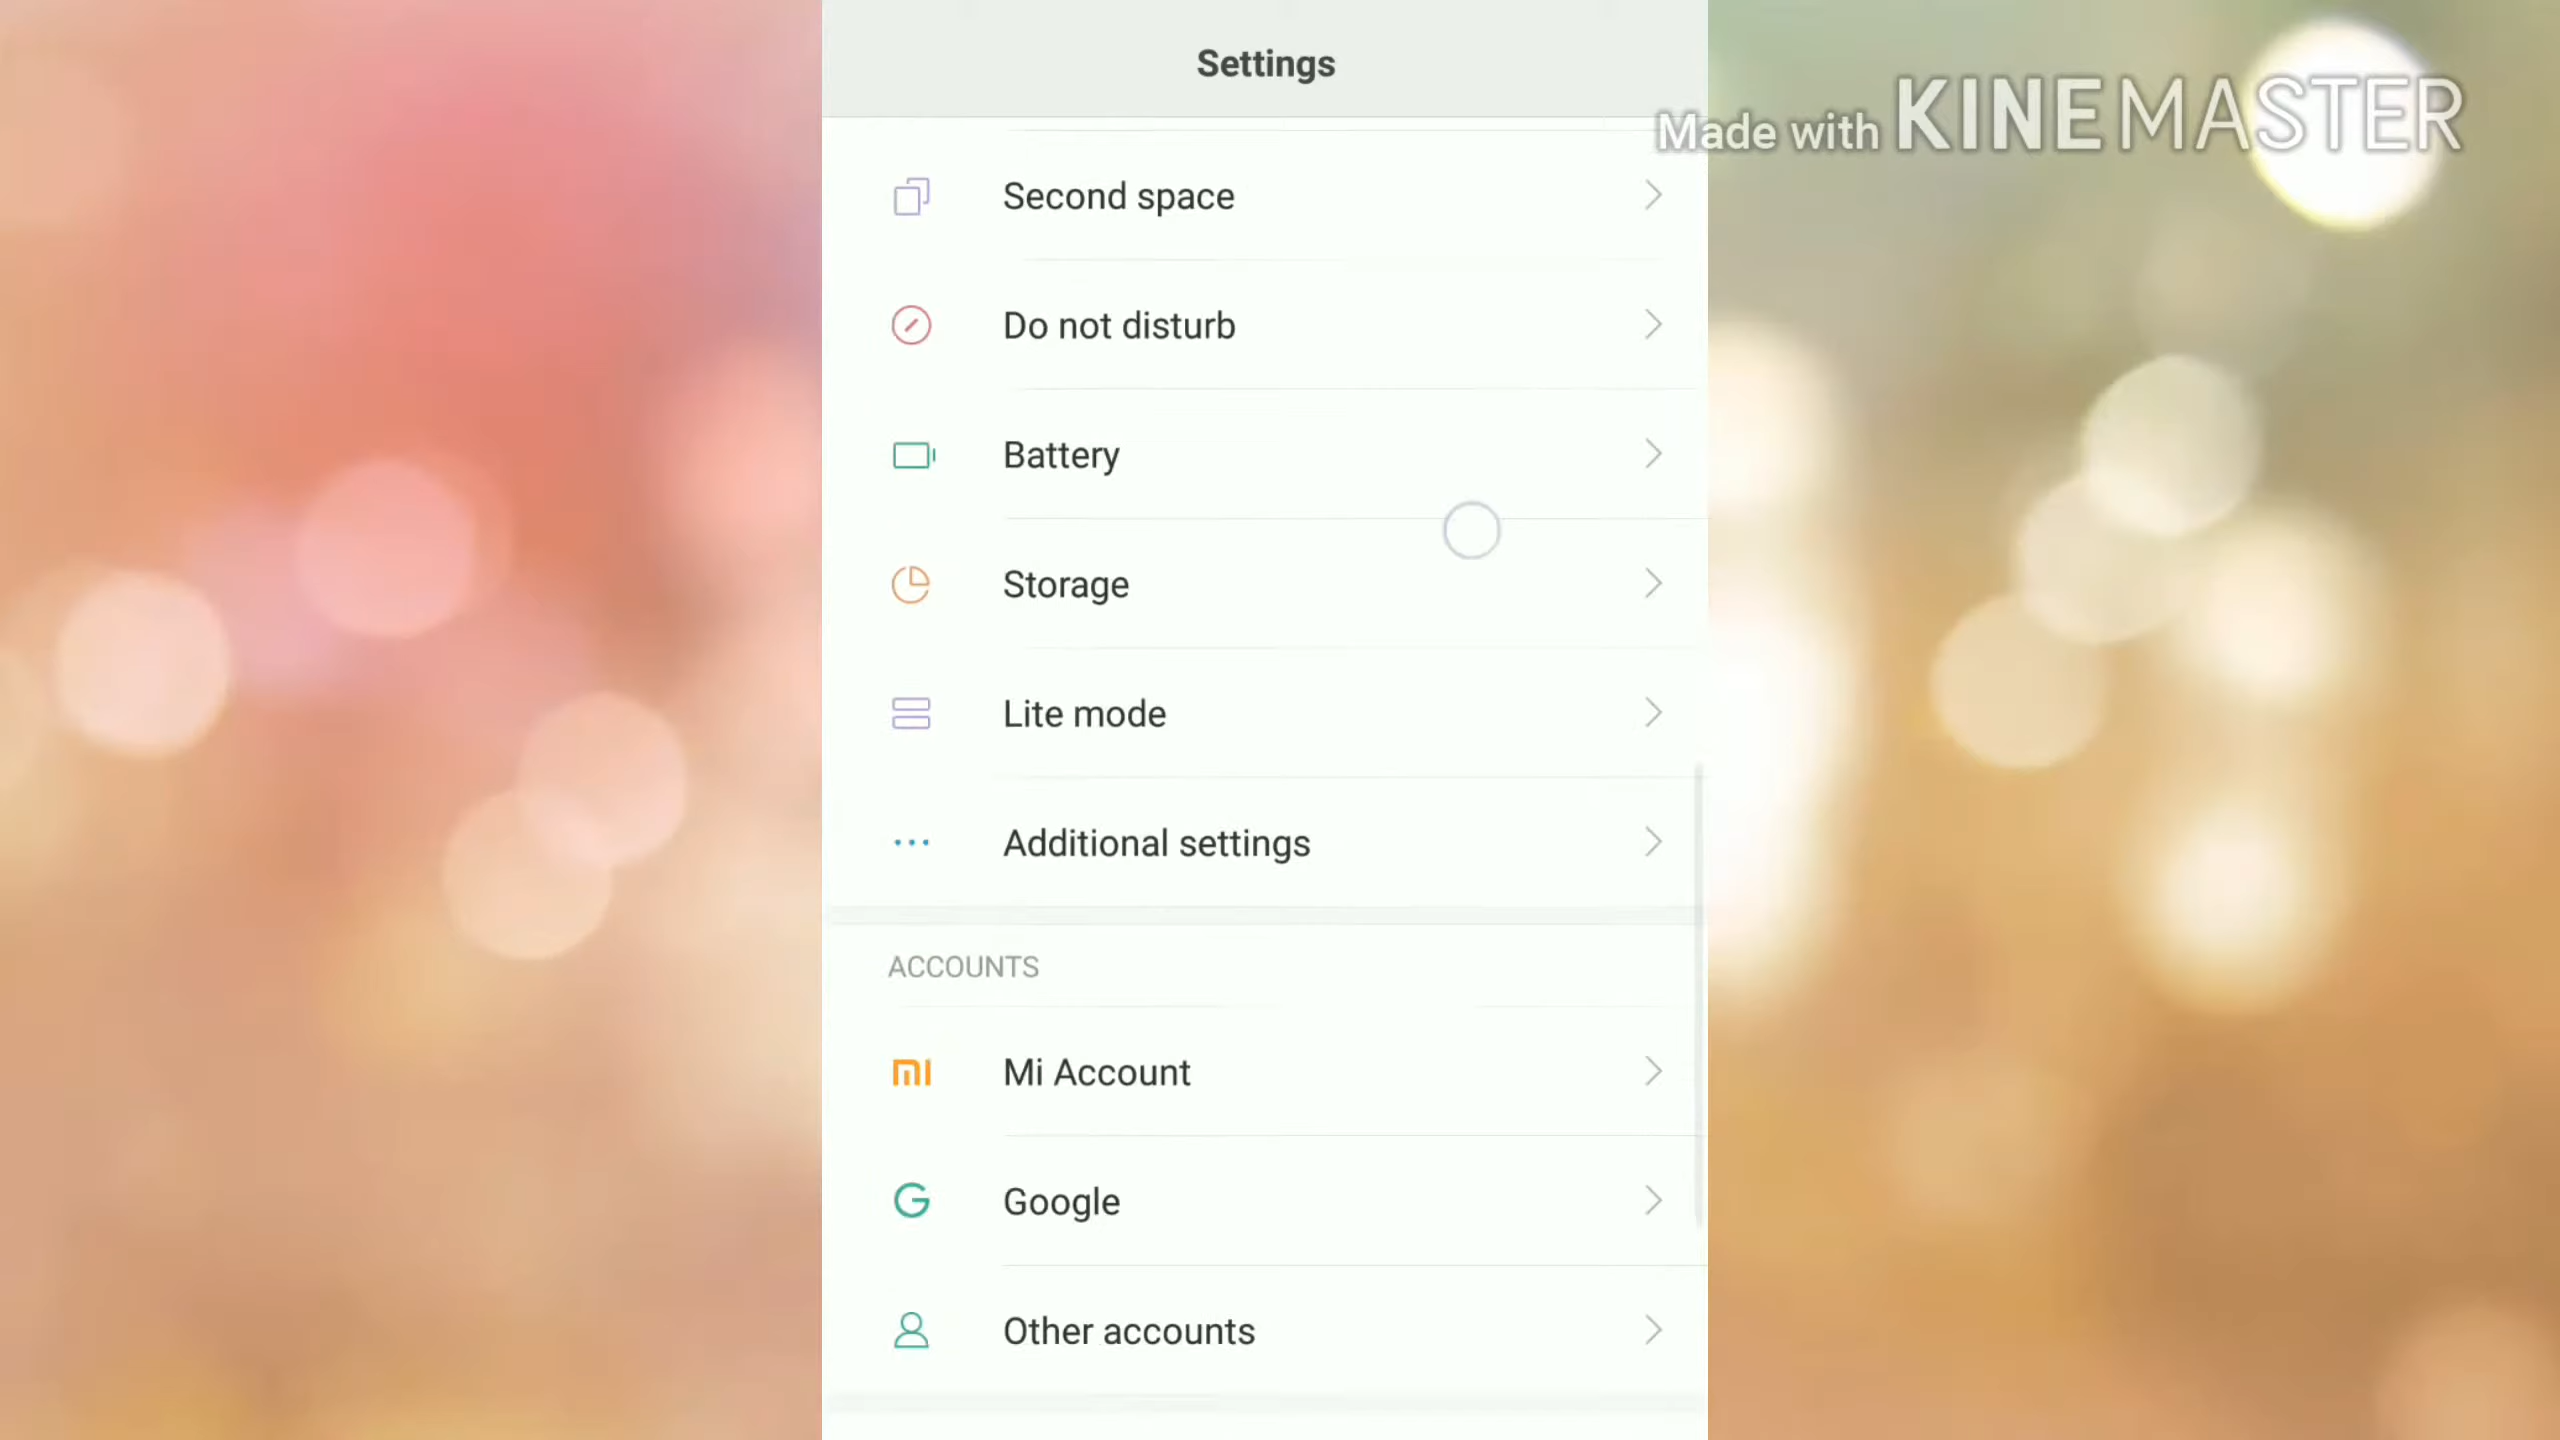 Settings
Made with KINEMASTER
Second space
Do not disturb
Battery
Storage
Lite mode
Additional settings
ACCOUNTS
Mi Account
Google
Other accounts